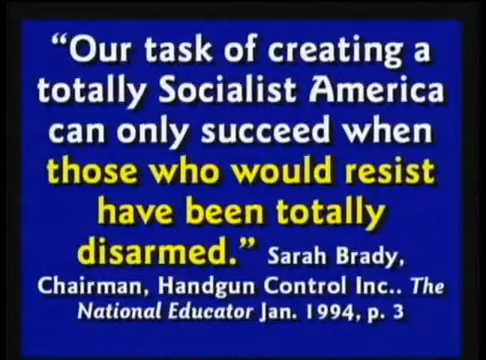 “Our task of creating a
totally Socialist America
can only succeed when
those who would resist
have been totally
disarmed.” Sarah Brady,
Chairman, Handgun Control Inc.. The
National Educator Jan. 1994, p. 3